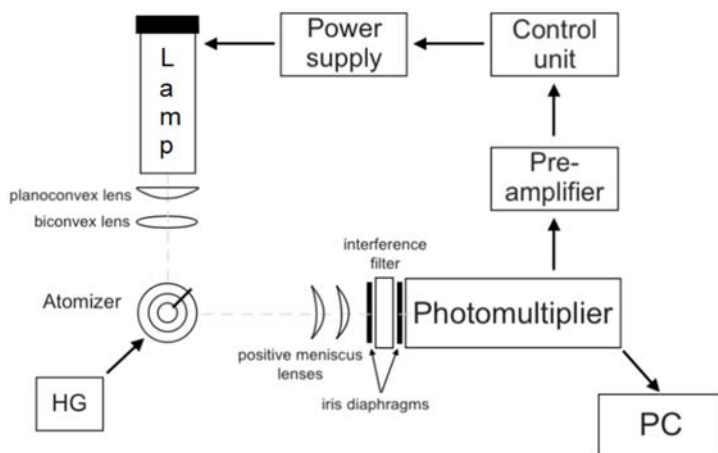 Lamp
Power
supply
Control
unit
planoconvex lens
biconvex lens
Pre-
amplifier
interference
filter
Atomizer
Photomultiplier
positive meniscus
lenses
iris diaphragms
HG
PC